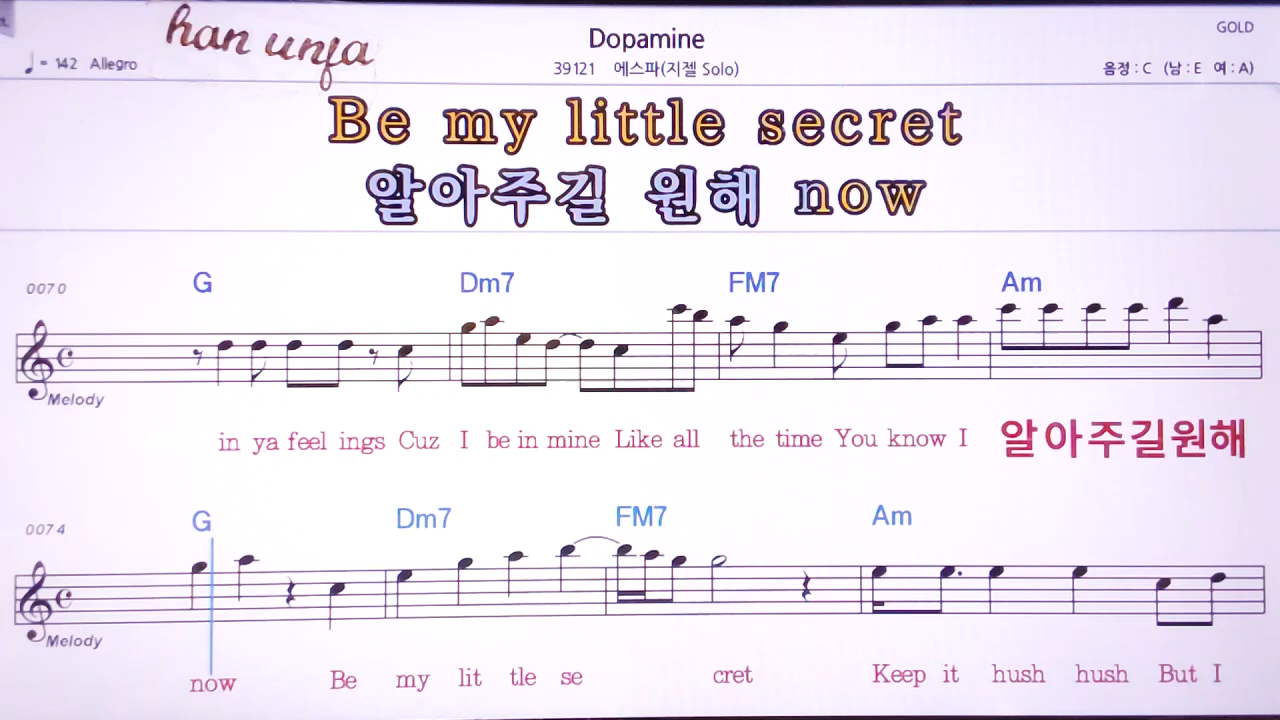 han unja
Dopamine
GOLD
♩ = 142 Allegro
39121 에스파(지젤 Solo)
음정 : C (남 : E 여 : A)
Be my little secret
알아주길 원해 now
0070
G Dm7 FM7 Am
Melody
in ya feel ings Cuz I be in mine Like all the time You know I 알아주길원해
0074
G Dm7 FM7 Am
Melody
now Be my lit tle se cret Keep it hush hush But I